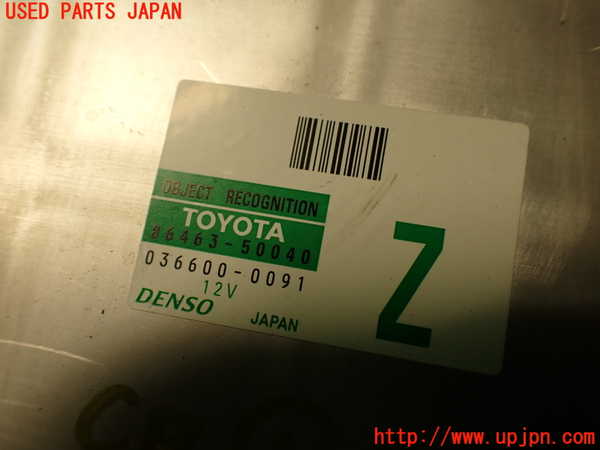 USED PARTS JAPAN
OBJECT RECOGNITION
TOYOTA
86463-50040
036600-0091
12V
DENSO
JAPAN
Z
http://www.upjpn.com/